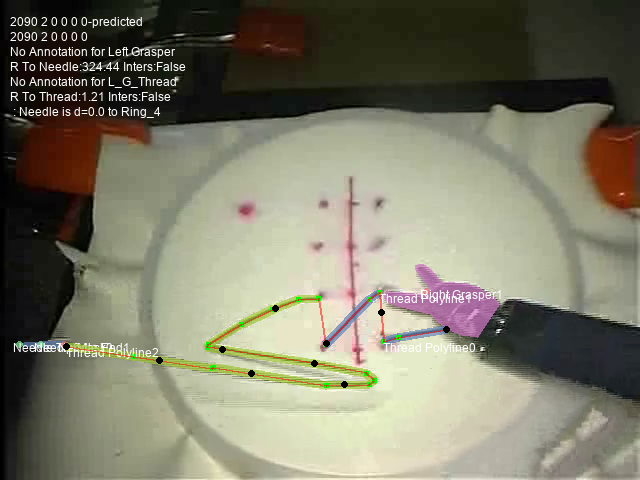 2090 2 0 0 0 0-predicted
2090 2 0 0 0 0
No Annotation for Left Grasper
R To Needle:324.44 Inters:False
No Annotation for L_G_Thread
R To Thread:1.21 Inters:False
: Needle is d=0.0 to Ring_4
Right Grasper1
Thread Polyline1
Thread Polyline0
Thread Polyline2